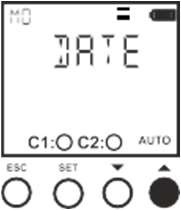 MO
DATE
C1: C2: AUTO
ESC SET